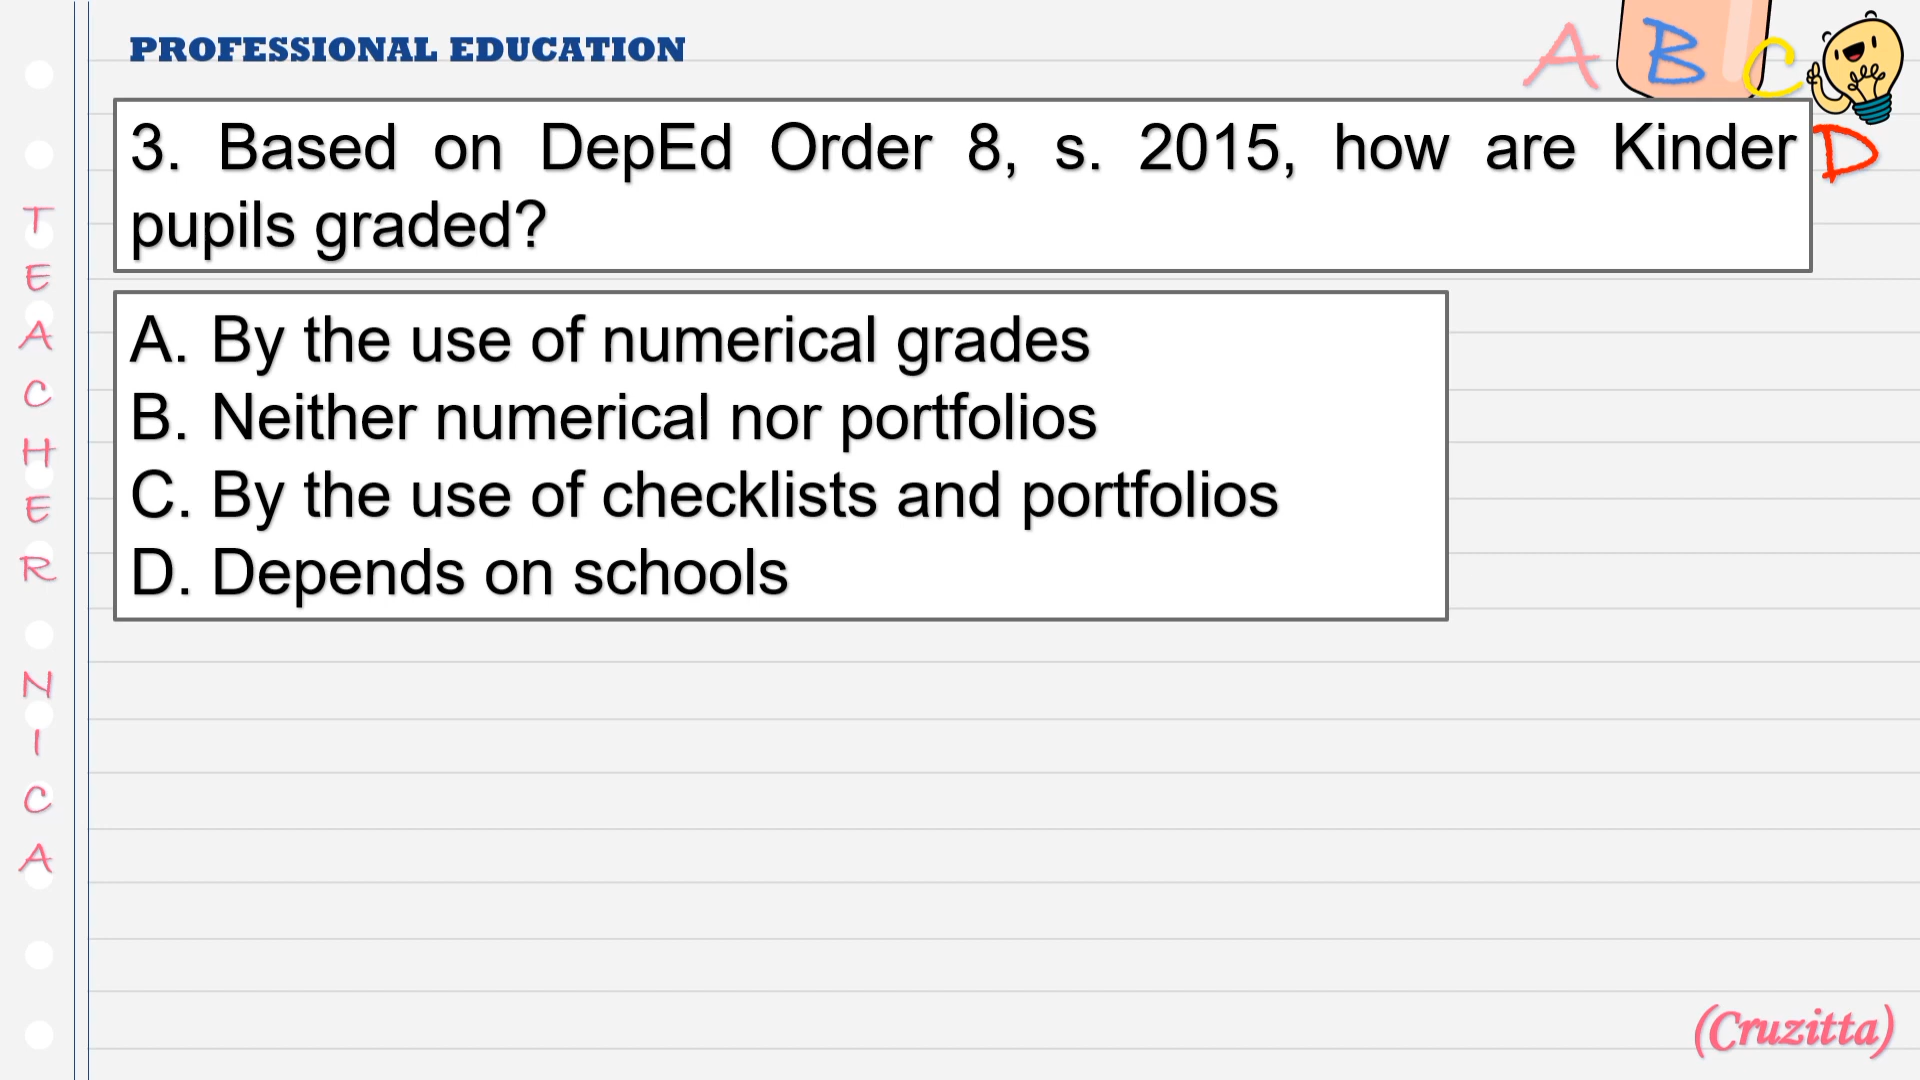 PROFESSIONAL EDUCATION
A B C D
3. Based on DepEd Order 8, s. 2015, how are Kinder
pupils graded?
A. By the use of numerical grades
B. Neither numerical nor portfolios
C. By the use of checklists and portfolios
D. Depends on schools
TEACHER NICA
(Cruzitta)